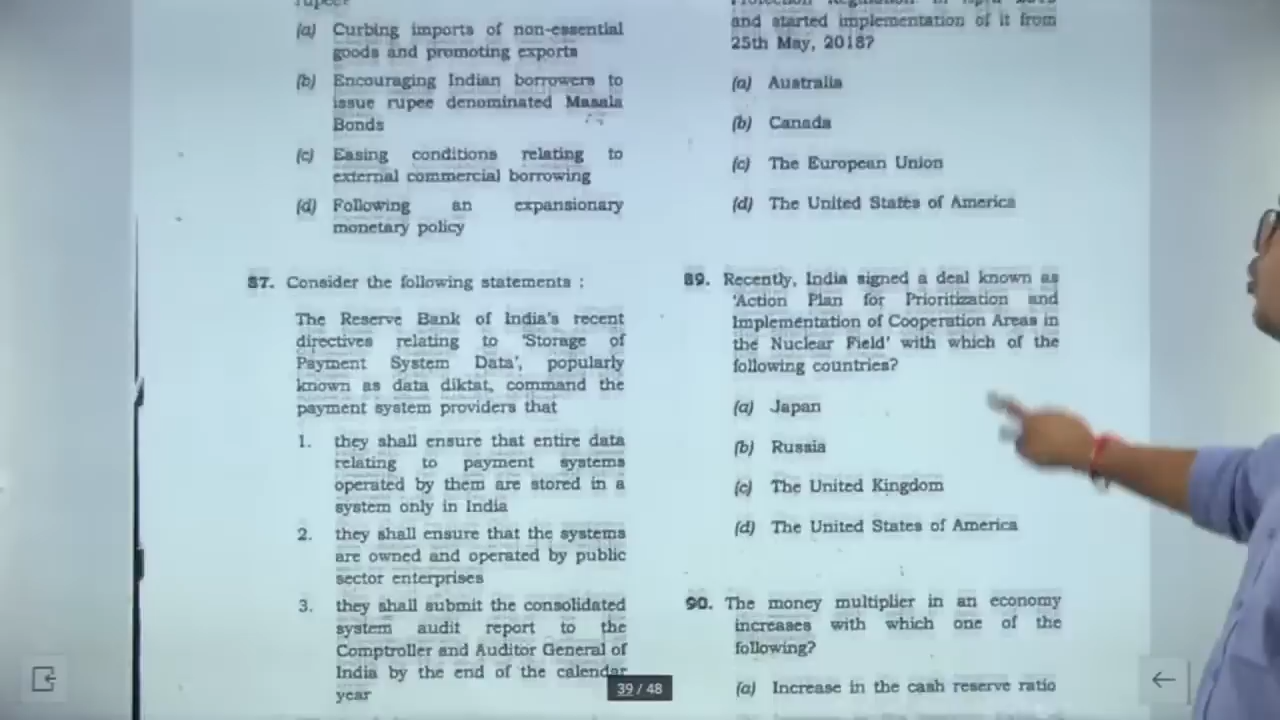 rupee?
(a) Curbing imports of non-essential
goods and promoting exports
(b) Encouraging Indian borrowers to
issue rupee denominated Masala
Bonds
(c) Easing conditions relating to
external commercial borrowing
(d) Following an expansionary
monetary policy
87. Consider the following statements :
The Reserve Bank of India's recent
directives relating to 'Storage of
Payment System Data', popularly
known as data diktat, command the
payment system providers that
1. they shall ensure that entire data
relating to payment systems
operated by them are stored in a
system only in India
2. they shall ensure that the systems
are owned and operated by public
sector enterprises
3. they shall submit the consolidated
system audit report to the
Comptroller and Auditor General of
India by the end of the calendar
year
and started implementation of it from
25th May, 2018?
(a) Australia
(b) Canada
(c) The European Union
(d) The United States of America
89. Recently, India signed a deal known as
'Action Plan for Prioritization and
Implementation of Cooperation Areas in
the Nuclear Field' with which of the
following countries?
(a) Japan
(b) Russia
(c) The United Kingdom
(d) The United States of America
90. The money multiplier in an economy
increases with which one of the
following?
(a) Increase in the cash reserve ratio
39 / 48